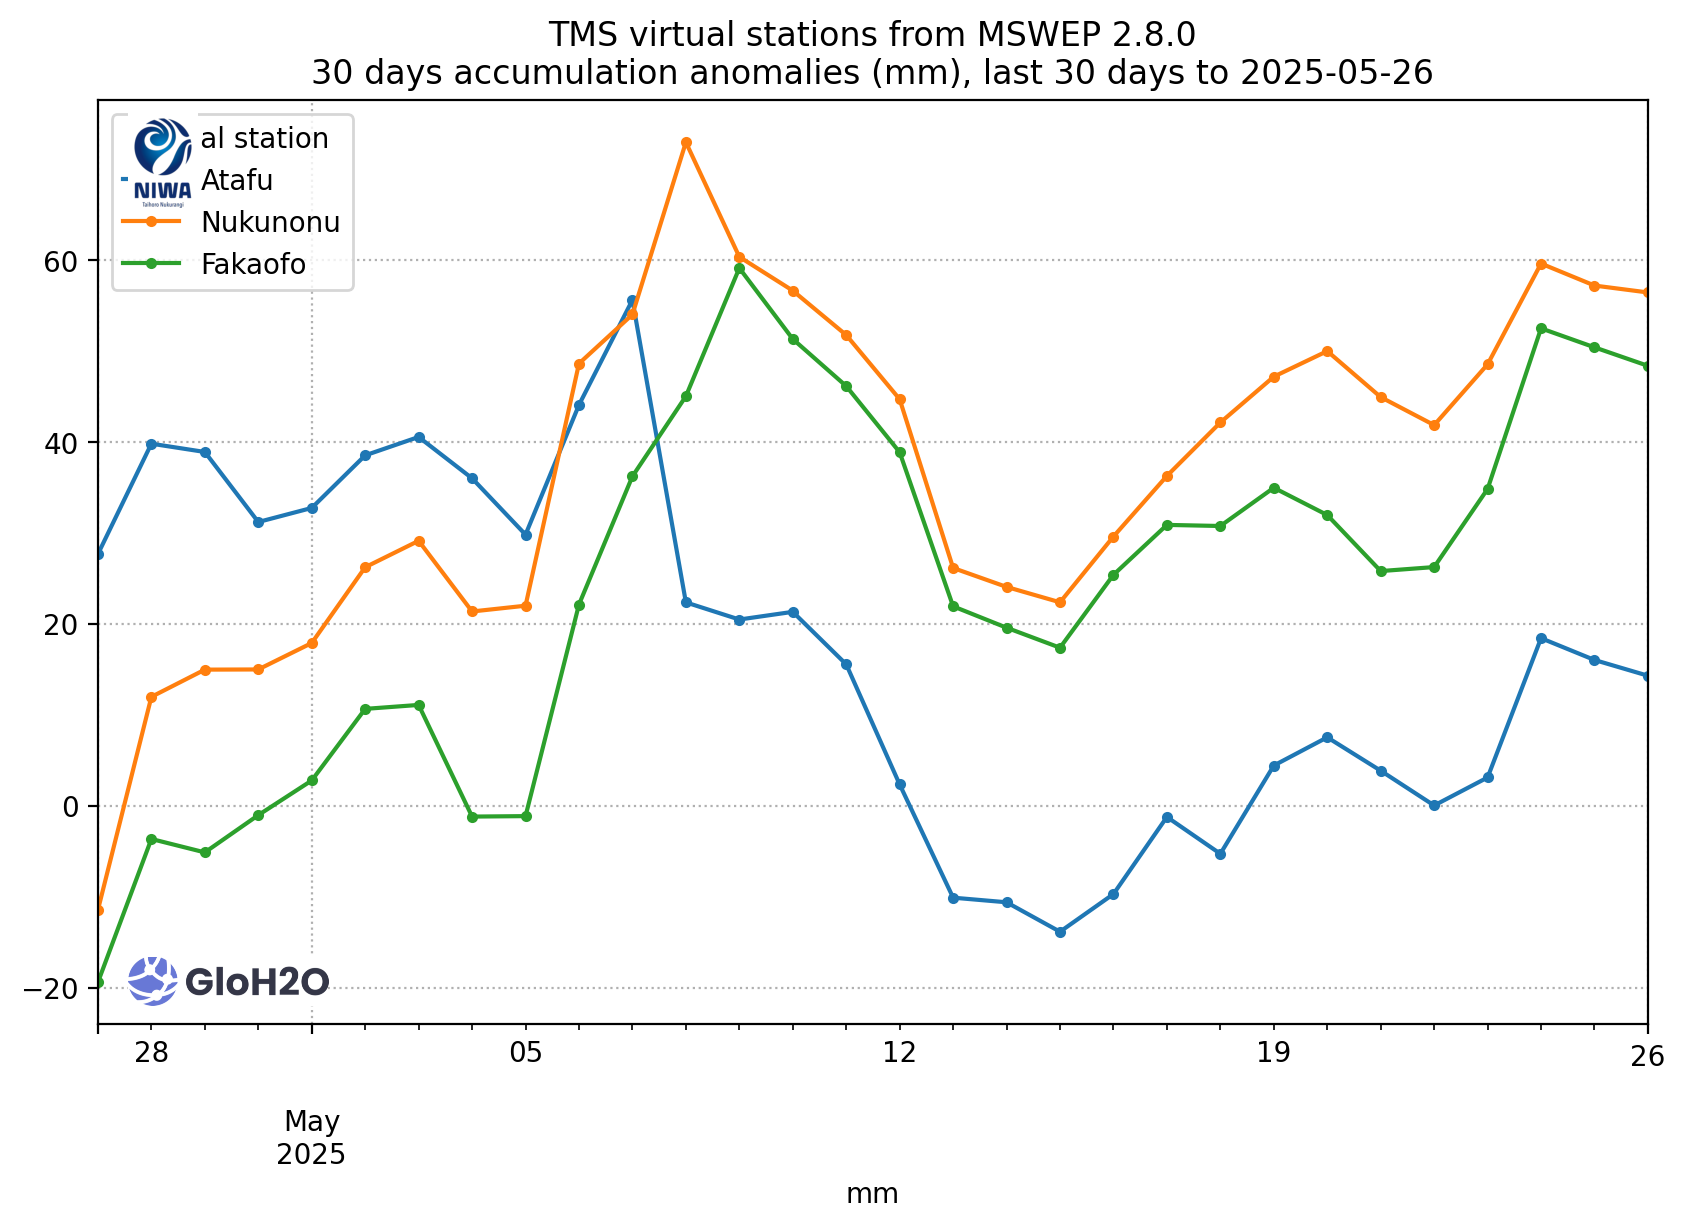 TMS virtual stations from MSWEP 2.8.0
30 days accumulation anomalies (mm), last 30 days to 2025-05-26
al station
NIWA
Taihoro Nukurangi
Atafu
Nukunonu
Fakaofo
60
40
20
0
−20
GloH2O
28
05
12
19
26
May
2025
mm